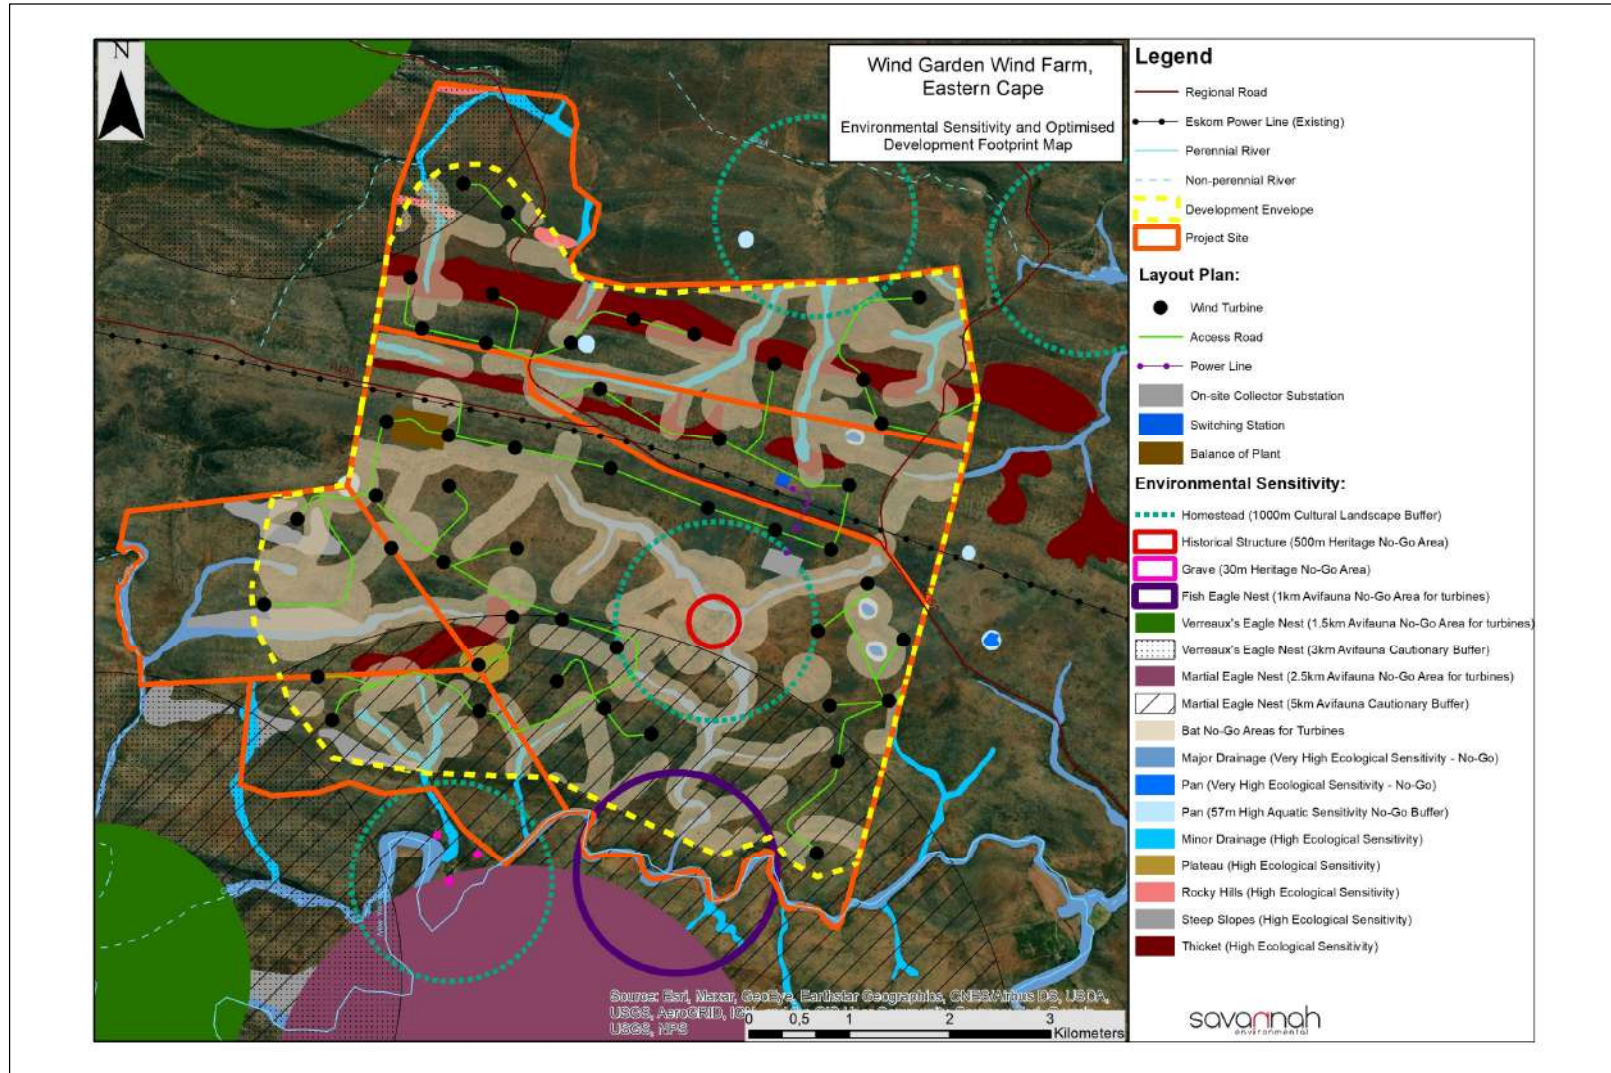 N
Wind Garden Wind Farm,
Eastern Cape
Environmental Sensitivity and Optimised
Development Footprint Map
Source: Esri, Maxar, GeoEye, Earthstar Geographics, CNES/Airbus DS, USDA,
USGS, AeroGRID,
USGS, NPS
0 0,5 1 2 3
Kilometers
Legend
Regional Road
Eskom Power Line (Existing)
Perennial River
Non-perennial River
Development Envelope
Project Site
Layout Plan:
Wind Turbine
Access Road
Power Line
On-site Collector Substation
Switching Station
Balance of Plant
Environmental Sensitivity:
Homestead (1000m Cultural Landscape Buffer)
Historical Structure (500m Heritage No-Go Area)
Grave (30m Heritage No-Go Area)
Fish Eagle Nest (1km Avifauna No-Go Area for turbines)
Verreaux's Eagle Nest (1.5km Avifauna No-Go Area for turbines)
Verreaux's Eagle Nest (3km Avifauna Cautionary Buffer)
Martial Eagle Nest (2.5km Avifauna No-Go Area for turbines)
Martial Eagle Nest (5km Avifauna Cautionary Buffer)
Bat No-Go Areas for Turbines
Major Drainage (Very High Ecological Sensitivity - No-Go)
Pan (Very High Ecological Sensitivity - No-Go)
Pan (57m High Aquatic Sensitivity No-Go Buffer)
Minor Drainage (High Ecological Sensitivity)
Plateau (High Ecological Sensitivity)
Rocky Hills (High Ecological Sensitivity)
Steep Slopes (High Ecological Sensitivity)
Thicket (High Ecological Sensitivity)
savannah
environmental